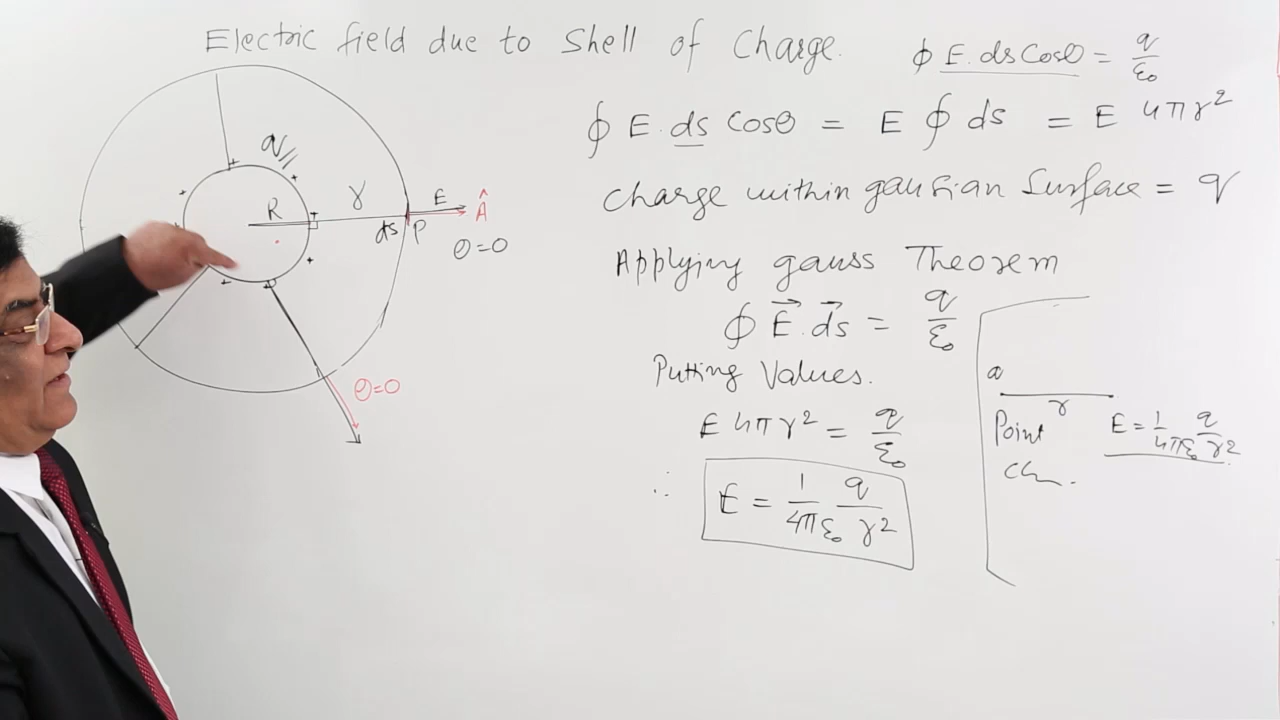 Electric field due to Shell of Charge.
∮ E.ds Cosθ = q/ε₀
∮ E.ds Cosθ = E ∮ ds = E 4πr²
Charge within gaussian Surface = q
Applying gauss Theorem
∮ E⃗.ds⃗ = q/ε₀
Putting Values.
E 4πr² = q/ε₀
∴ E = 1/4πε₀ q/r²
r
Point
E = 1/4πε₀ q/r²
q
R
r
E
Â
ds
P
θ=0
θ=0